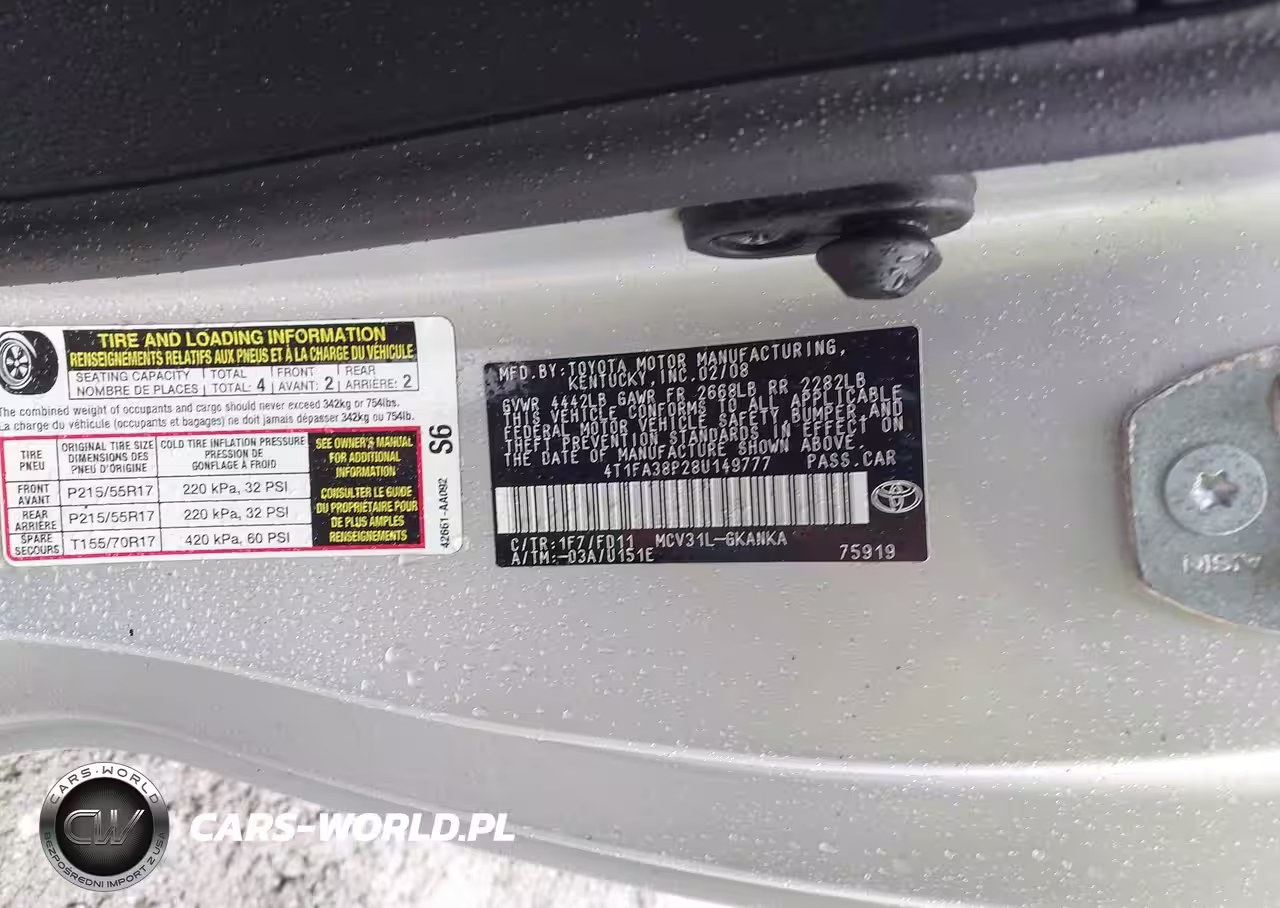 TIRE AND LOADING INFORMATION
RENSEIGNEMENTS RELATIFS AUX PNEUS ET À LA CHARGE DU VÉHICULE
SEATING CAPACITY TOTAL FRONT REAR
NOMBRE DE PLACES TOTAL: 4 AVANT: 2 ARRIÈRE: 2
The combined weight of occupants and cargo should never exceed 342kg or 754lbs.
La charge du véhicule (occupants et bagages) ne doit jamais dépasser 342kg ou 754lb.
TIRE PNEU
ORIGINAL TIRE SIZE
DIMENSIONS DES
PNEU D'ORIGINE
COLD TIRE INFLATION PRESSURE
PRESSION DE
GONFLAGE À FROID
FRONT AVANT P215/55R17 220 kPa, 32 PSI
REAR ARRIÈRE P215/55R17 220 kPa, 32 PSI
SPARE SECOURS T155/70R17 420 kPa, 60 PSI
SEE OWNER'S MANUAL
FOR ADDITIONAL
INFORMATION
CONSULTER LE GUIDE
DU PROPRIÉTAIRE POUR
DE PLUS AMPLES
RENSEIGNEMENTS
S6
42661-AA092
MFD.BY:TOYOTA MOTOR MANUFACTURING,
KENTUCKY,INC.02/08
GVWR 4442LB GAWR FR 2668LB RR 2282LB
THIS VEHICLE CONFORMS TO ALL APPLICABLE
FEDERAL MOTOR VEHICLE SAFETY,BUMPER,AND
THEFT PREVENTION STANDARDS IN EFFECT ON
THE DATE OF MANUFACTURE SHOWN ABOVE.
4T1FA38P28U149777 PASS.CAR
C/TR:1F7/FD11 MCV31L-GKANKA
A/TM:-03A/U151E 75919
AISIN
CARS-WORLD
CW
BEZPOŚREDNI IMPORT Z USA
CARS-WORLD.PL